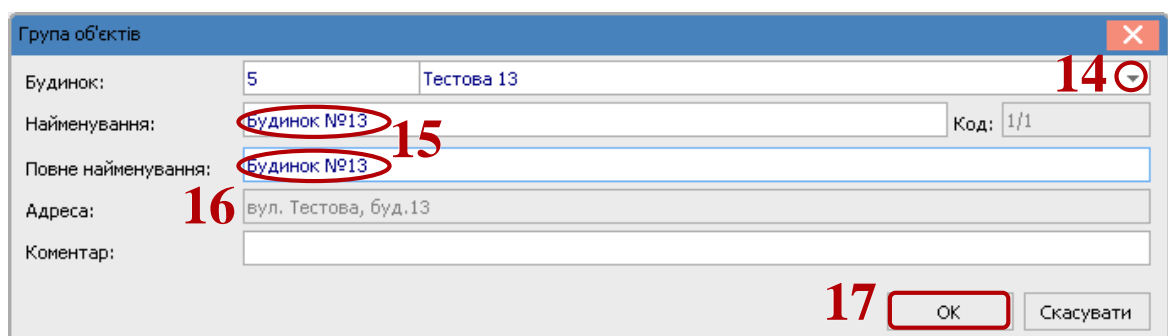 Група об'єктів
Будинок: 5 Тестова 13 14
Найменування: Будинок №13 15 Код: 1/1
Повне найменування: Будинок №13
Адреса: 16 вул. Тестова, буд.13
Коментар:
17 ОК Скасувати